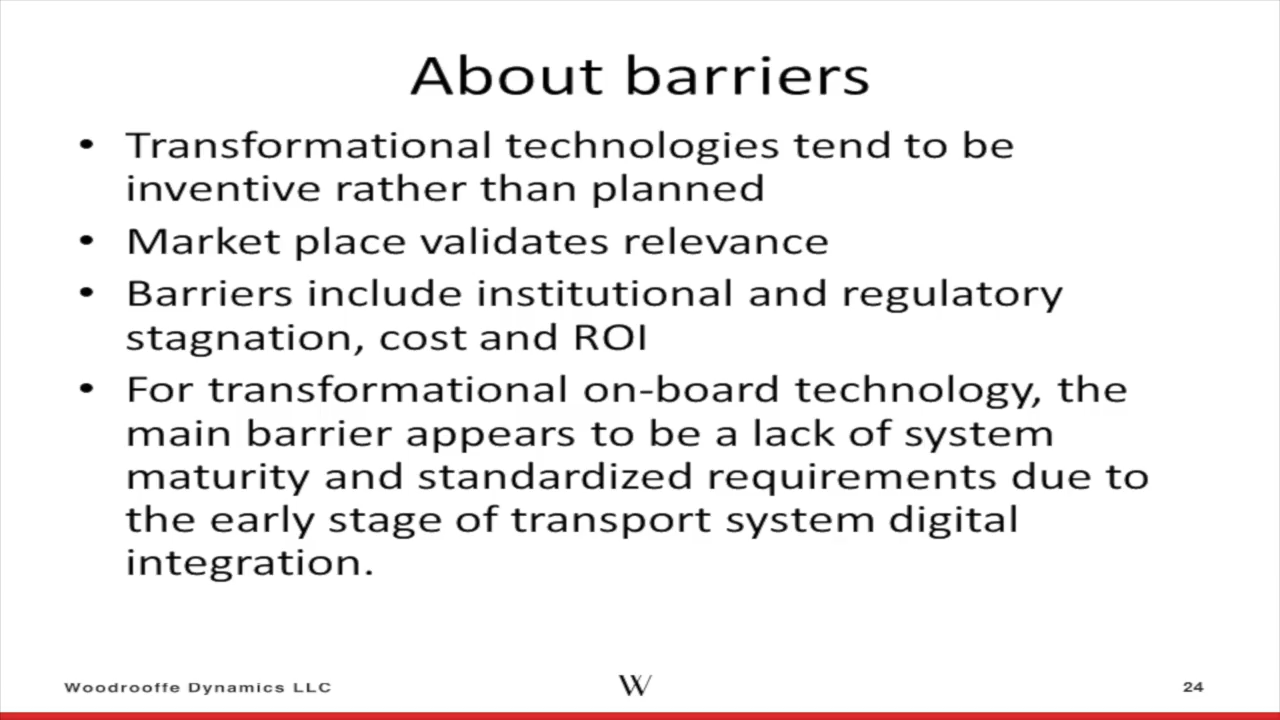 About barriers
• Transformational technologies tend to be
inventive rather than planned
• Market place validates relevance
• Barriers include institutional and regulatory
stagnation, cost and ROI
• For transformational on-board technology, the
main barrier appears to be a lack of system
maturity and standardized requirements due to
the early stage of transport system digital
integration.
Woodrooffe Dynamics LLC
W
24